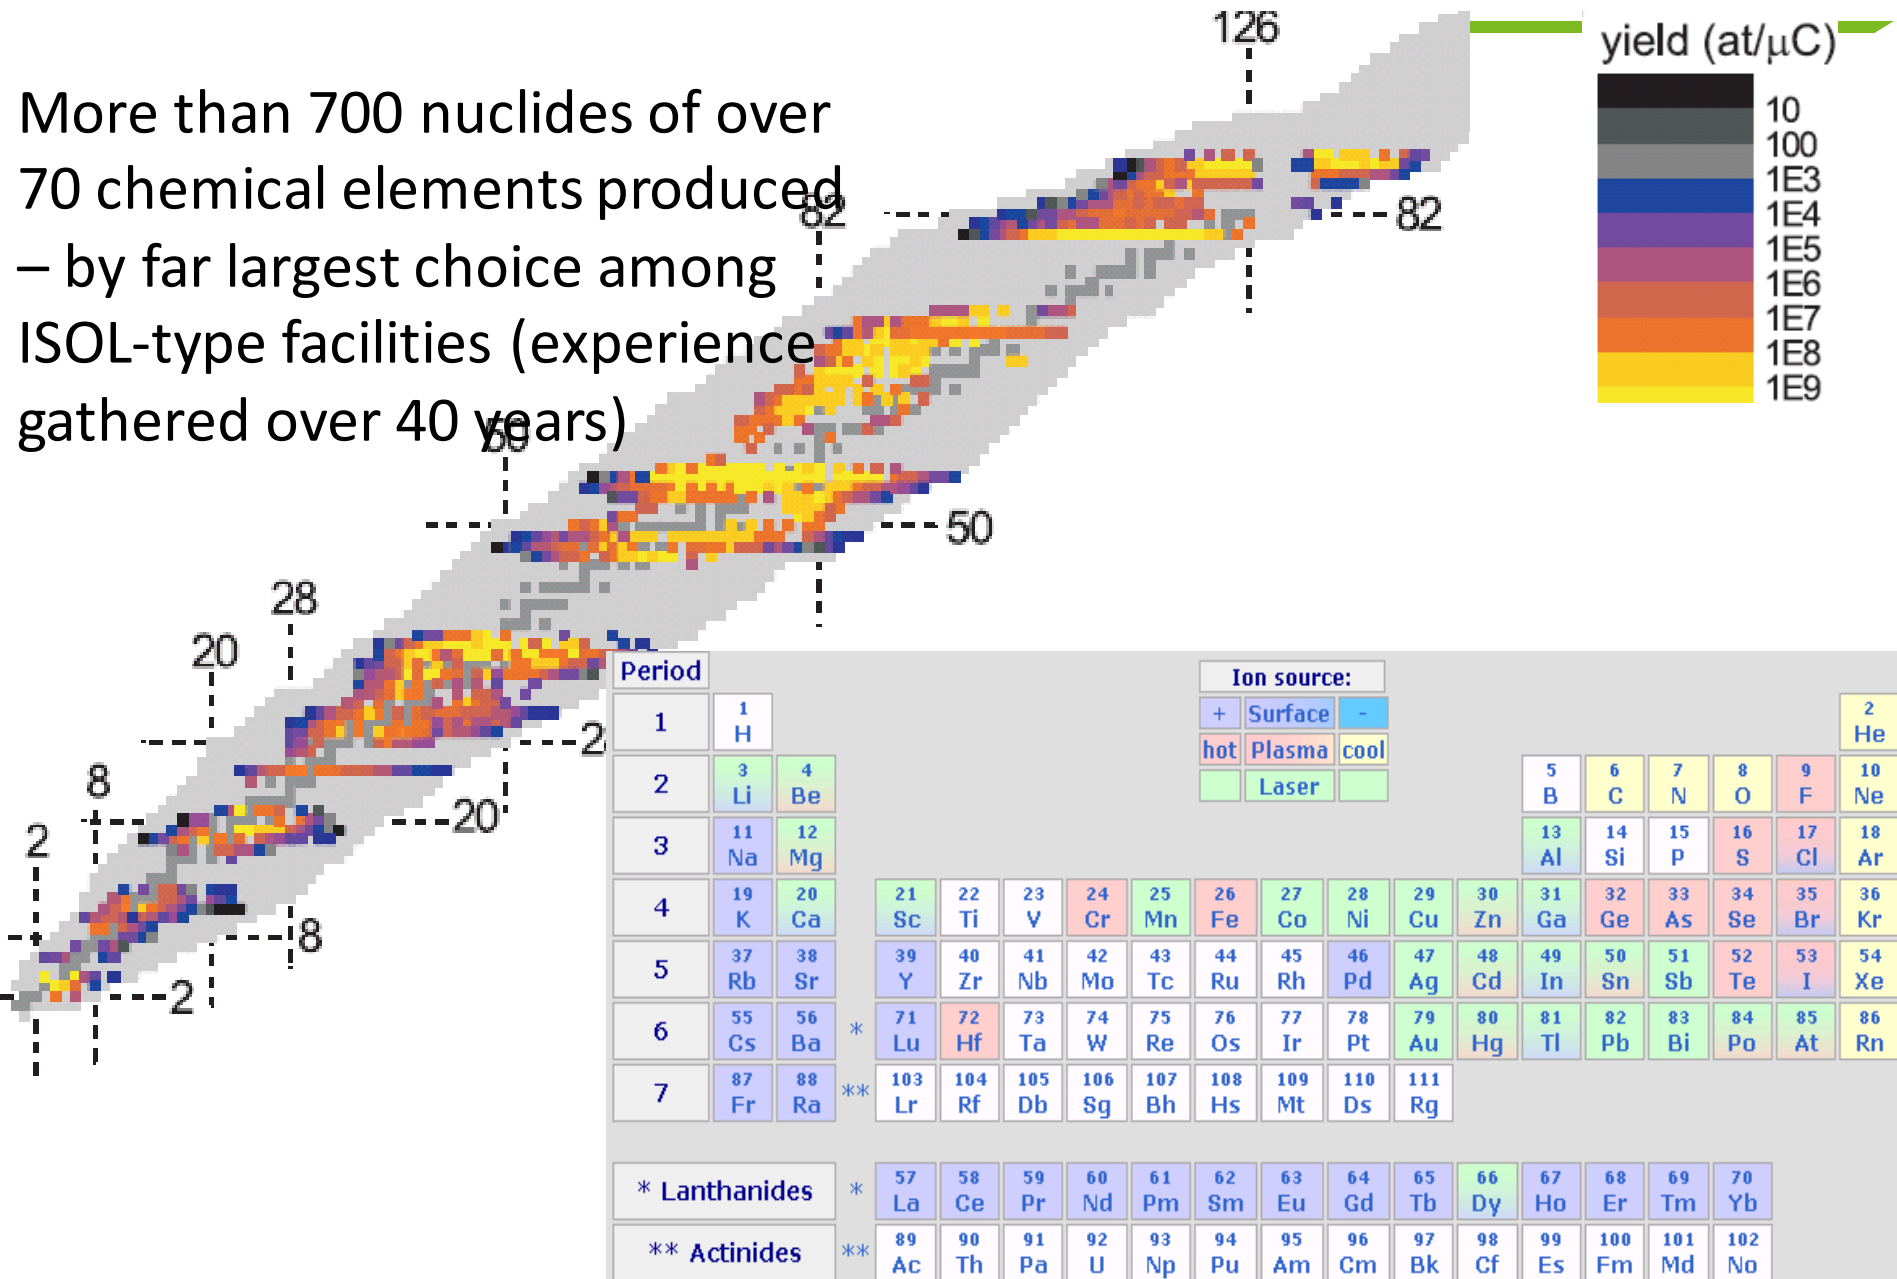 More than 700 nuclides of over
70 chemical elements produced
– by far largest choice among
ISOL-type facilities (experience
gathered over 40 years)
126
82
82
50
50
28
20
2
20
8
8
2
2
yield (at/µC)
10
100
1E3
1E4
1E5
1E6
1E7
1E8
1E9
Period
Ion source:
+ Surface -
hot Plasma cool
Laser
1 1 H 2 He
2 3 Li 4 Be 5 B 6 C 7 N 8 O 9 F 10 Ne
3 11 Na 12 Mg 13 Al 14 Si 15 P 16 S 17 Cl 18 Ar
4 19 K 20 Ca 21 Sc 22 Ti 23 V 24 Cr 25 Mn 26 Fe 27 Co 28 Ni 29 Cu 30 Zn 31 Ga 32 Ge 33 As 34 Se 35 Br 36 Kr
5 37 Rb 38 Sr 39 Y 40 Zr 41 Nb 42 Mo 43 Tc 44 Ru 45 Rh 46 Pd 47 Ag 48 Cd 49 In 50 Sn 51 Sb 52 Te 53 I 54 Xe
6 55 Cs 56 Ba * 71 Lu 72 Hf 73 Ta 74 W 75 Re 76 Os 77 Ir 78 Pt 79 Au 80 Hg 81 Tl 82 Pb 83 Bi 84 Po 85 At 86 Rn
7 87 Fr 88 Ra ** 103 Lr 104 Rf 105 Db 106 Sg 107 Bh 108 Hs 109 Mt 110 Ds 111 Rg
* Lanthanides * 57 La 58 Ce 59 Pr 60 Nd 61 Pm 62 Sm 63 Eu 64 Gd 65 Tb 66 Dy 67 Ho 68 Er 69 Tm 70 Yb
** Actinides ** 89 Ac 90 Th 91 Pa 92 U 93 Np 94 Pu 95 Am 96 Cm 97 Bk 98 Cf 99 Es 100 Fm 101 Md 102 No